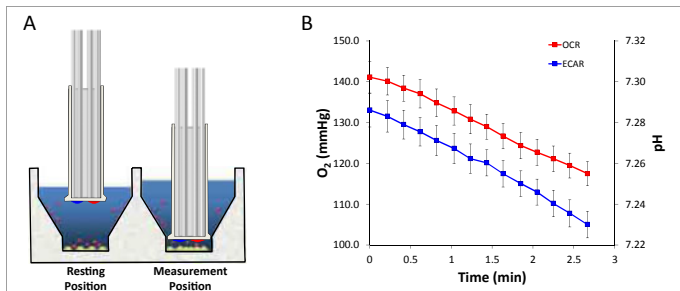 A
Resting
Position
Measurement
Position
B
OCR
ECAR
O₂ (mmHg)
150.0
140.0
130.0
120.0
110.0
100.0
pH
7.32
7.30
7.28
7.26
7.24
7.22
0
0.5
1
1.5
2
2.5
3
Time (min)